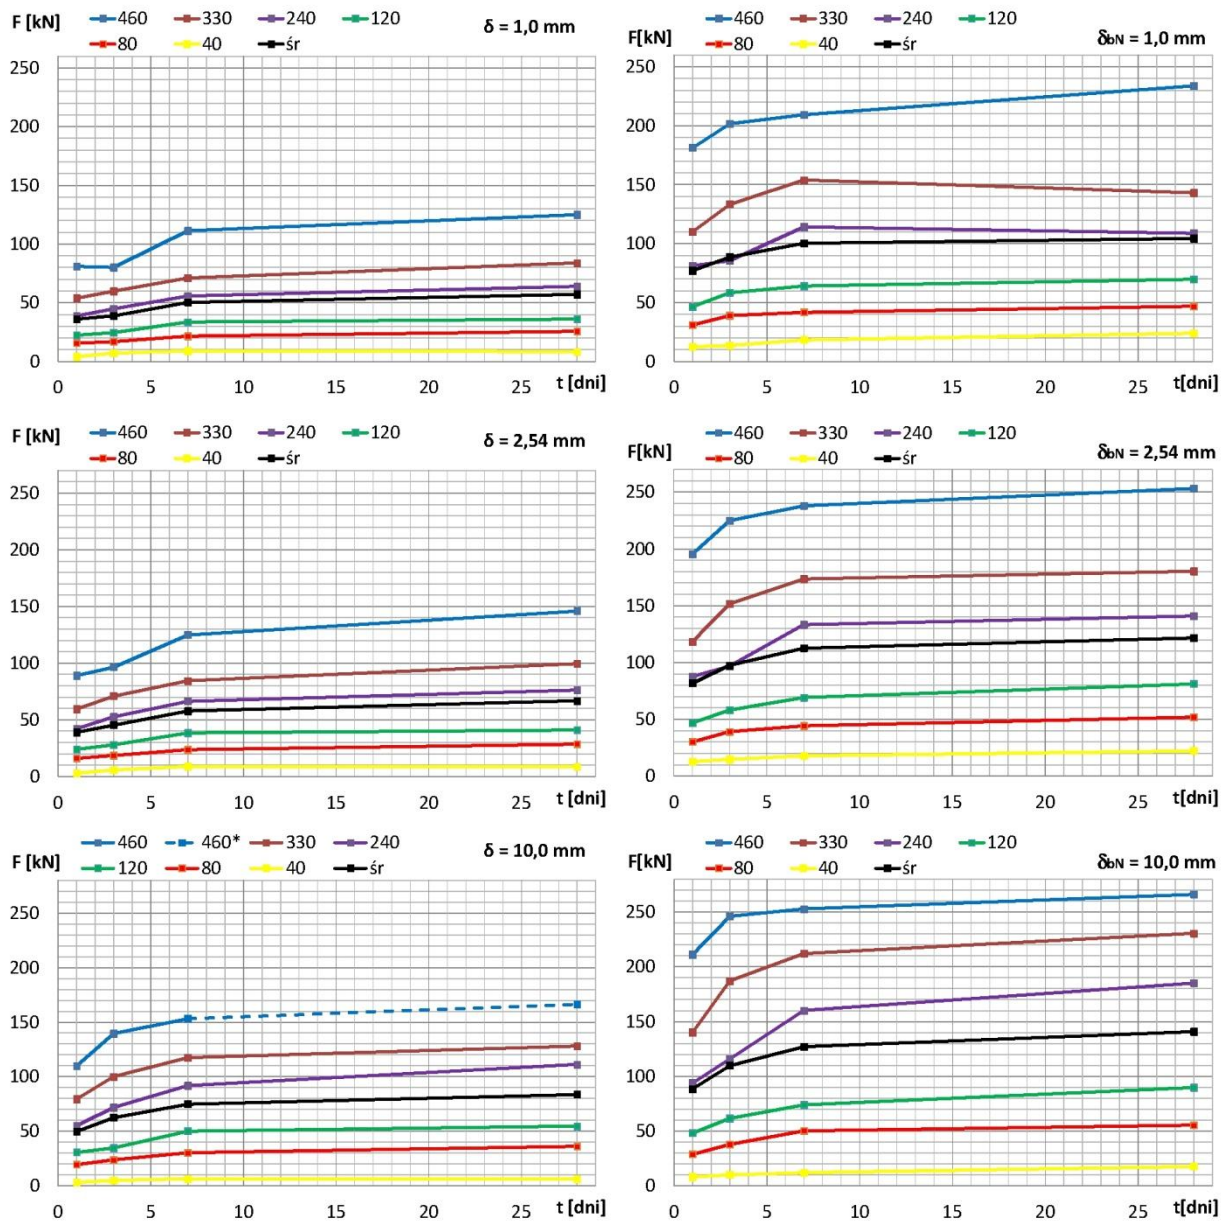 F [kN] 460 330 240 120
80 40 śr δ = 1,0 mm
250
200
150
100
50
0
0 5 10 15 20 25 t [dni]
460 330 240 120
F[kN] 80 40 śr δbN = 1,0 mm
250
200
150
100
50
0
0 5 10 15 20 25 t[dni]
F [kN] 460 330 240 120
80 40 śr δ = 2,54 mm
250
200
150
100
50
0
0 5 10 15 20 25 t [dni]
F[kN] 460 330 240 120
80 40 śr δbN = 2,54 mm
250
200
150
100
50
0
0 5 10 15 20 25 t[dni]
460 460* 330 240
F [kN] 120 80 40 śr δ = 10,0 mm
250
200
150
100
50
0
0 5 10 15 20 25 t [dni]
460 330 240 120
F[kN] 80 40 śr δbN = 10,0 mm
250
200
150
100
50
0
0 5 10 15 20 25 t[dni]